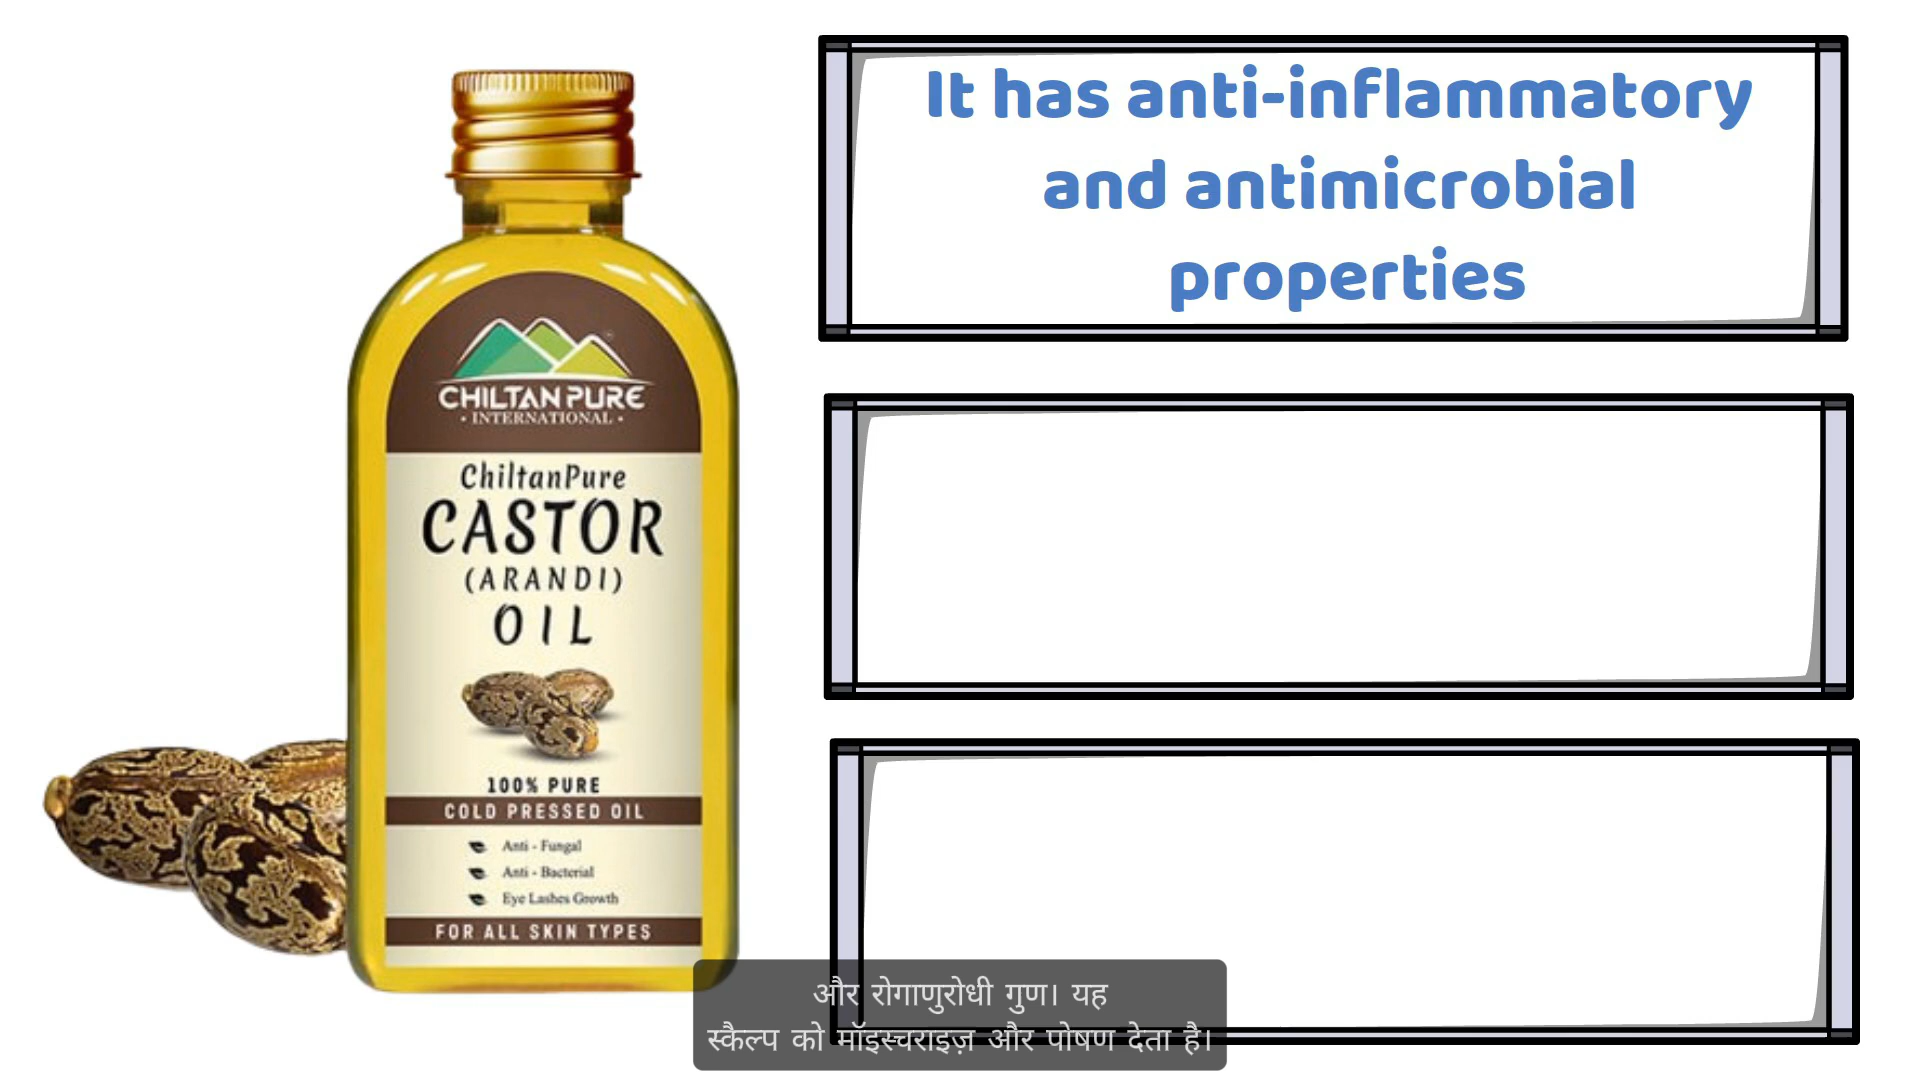 It has anti-inflammatory
and antimicrobial
properties
CHILTAN PURE
• INTERNATIONAL •
ChiltanPure
CASTOR
(ARANDI)
OIL
100% PURE
COLD PRESSED OIL
Anti - Fungal
Anti - Bacterial
Eye Lashes Growth
FOR ALL SKIN TYPES
और रोगाणुरोधी गुण। यह
स्कैल्प को मॉइस्चराइज़ और पोषण देता है।